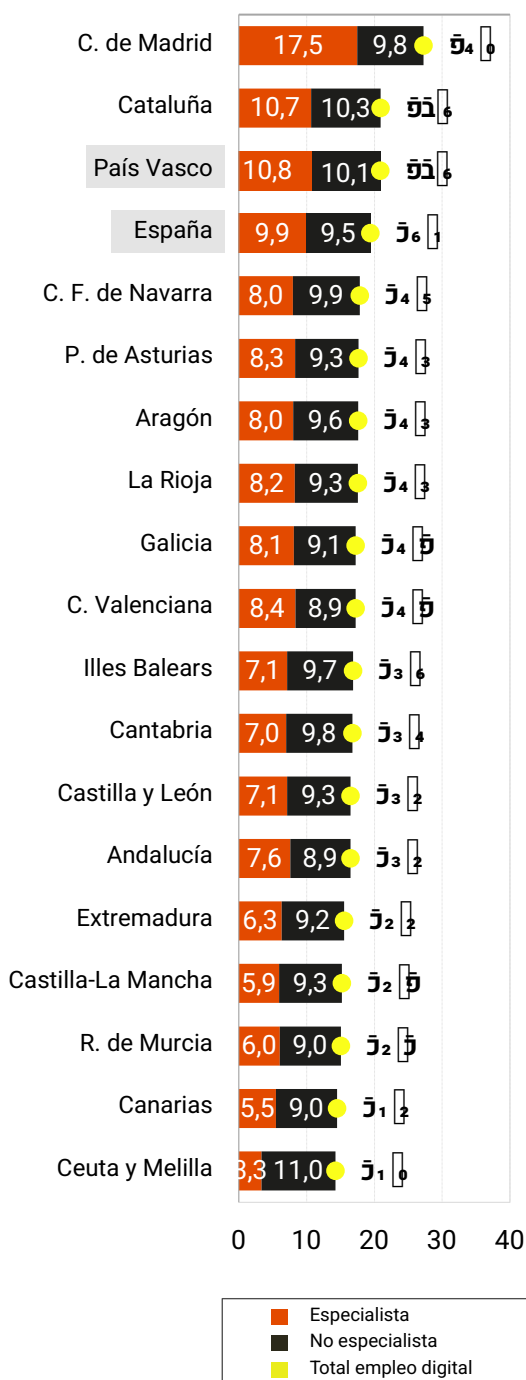 C. de Madrid 17,5 9,8
Cataluña 10,7 10,3
País Vasco 10,8 10,1
España 9,9 9,5
C. F. de Navarra 8,0 9,9
P. de Asturias 8,3 9,3
Aragón 8,0 9,6
La Rioja 8,2 9,3
Galicia 8,1 9,1
C. Valenciana 8,4 8,9
Illes Balears 7,1 9,7
Cantabria 7,0 9,8
Castilla y León 7,1 9,3
Andalucía 7,6 8,9
Extremadura 6,3 9,2
Castilla-La Mancha 5,9 9,3
R. de Murcia 6,0 9,0
Canarias 5,5 9,0
Ceuta y Melilla 3,3 11,0
0 10 20 30 40
Especialista
No especialista
Total empleo digital